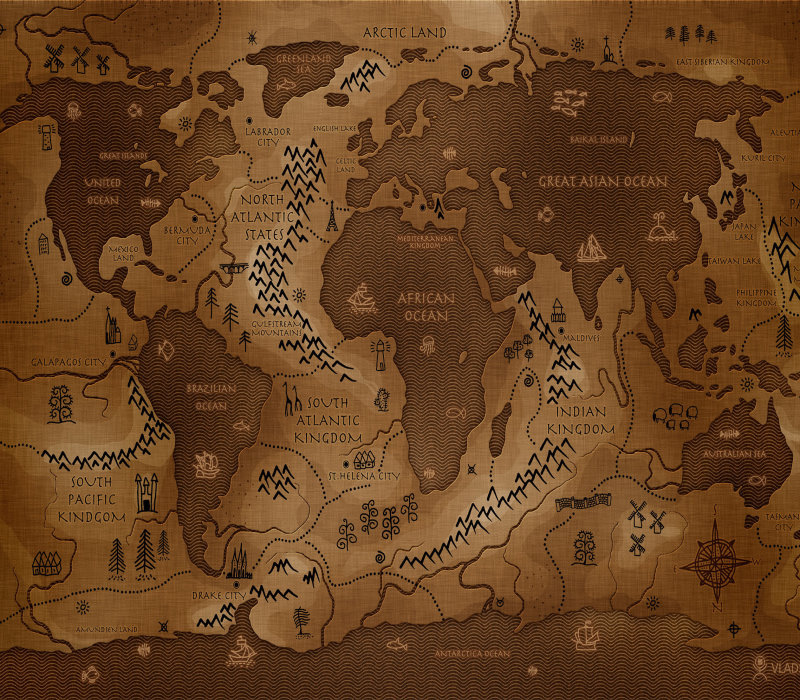 ARCTIC LAND
GREENLAND
SEA
EAST SIBERIAN KINGDOM
LABRADOR
CITY
ENGLISH LAKE
CELTIC
LAND
BAIKAL ISLAND
KURIL CITY
GREAT ISLANDS
UNITED
OCEAN
GREAT ASIAN OCEAN
NORTH
ATLANTIC
STATES
BERMUDA
CITY
MEXICO
LAND
MEDITERRANEAN
KINGDOM
JAPAN
LAKE
TAIWAN LAKE
PHILIPPINE
KINGDOM
AFRICAN
OCEAN
GULFSTREAM
MOUNTAINS
MALDIVES
GALAPAGOS CITY
BRAZILIAN
OCEAN
SOUTH
ATLANTIC
KINGDOM
INDIAN
KINGDOM
AUSTRALIAN SEA
ST.HELENA CITY
SOUTH
PACIFIC
KINDGOM
TASMAN
CITY
DRAKE CITY
AMUNDSEN LAND
N
ANTARCTICA OCEAN
VLAD